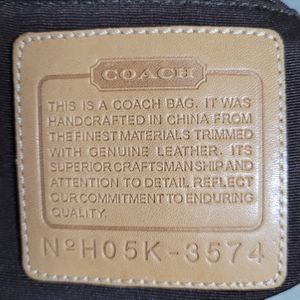 COACH
THIS IS A COACH BAG. IT WAS
HANDCRAFTED IN CHINA FROM
THE FINEST MATERIALS TRIMMED
WITH GENUINE LEATHER. ITS
SUPERIOR CRAFTSMANSHIP AND
ATTENTION TO DETAIL REFLECT
OUR COMMITMENT TO ENDURING
QUALITY.
Nº H05K-3574